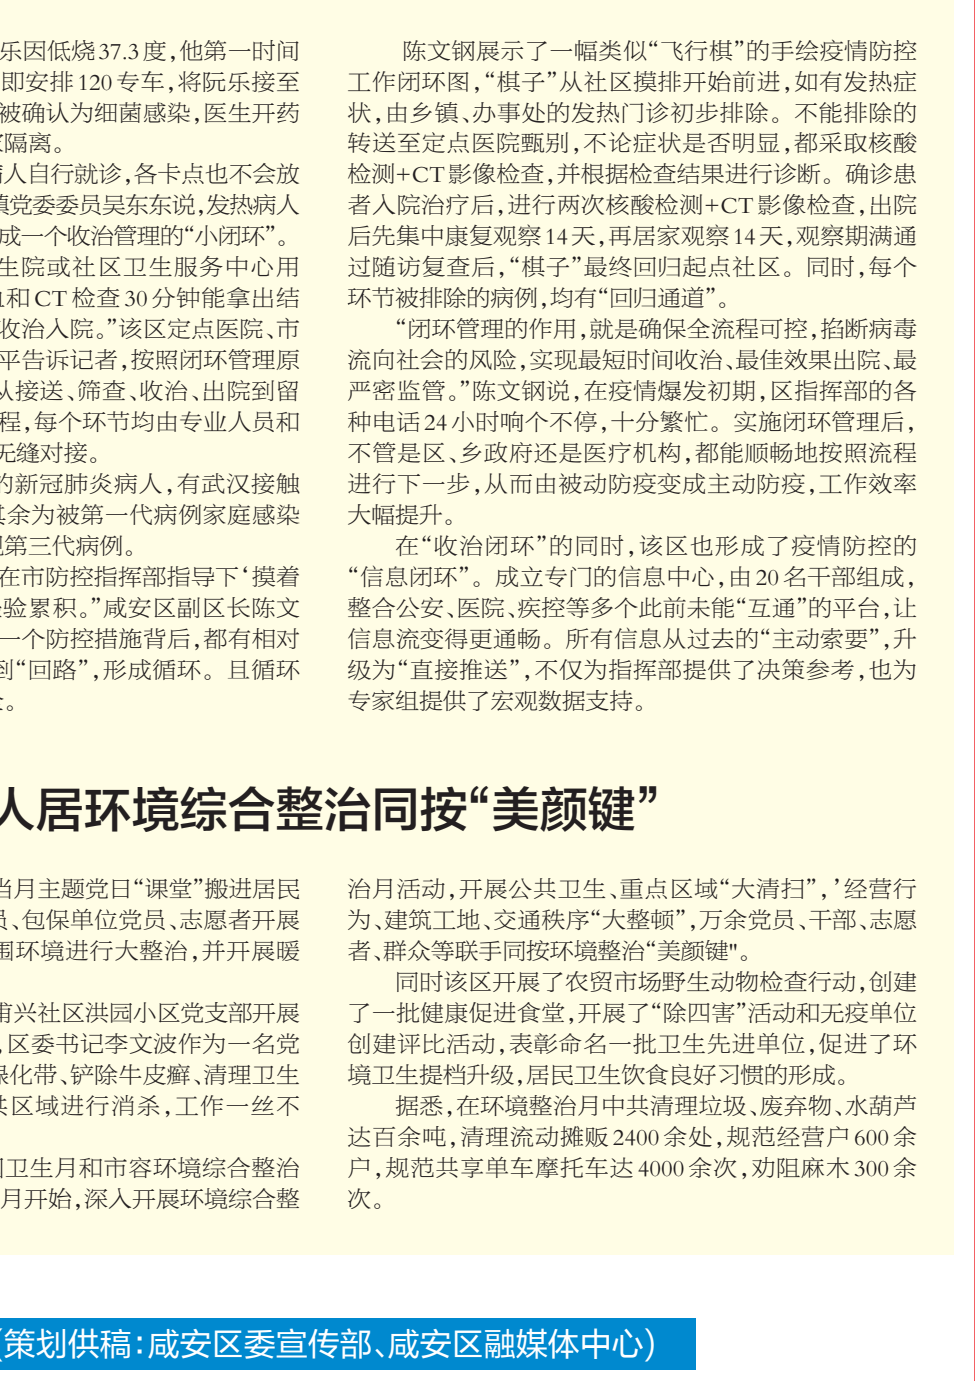 乐因低烧37.3度，他第一时间
即安排120专车，将阮乐接至
被确认为细菌感染，医生开药
隔离。
人自行就诊，各卡点也不会放
镇党委委员吴东东说，发热病人
成一个收治管理的“小闭环”。
生院或社区卫生服务中心用
和CT检查30分钟能拿出结
收治入院。”该区定点医院、市
平告诉记者，按照闭环管理原
从接送、筛查、收治、出院到留
程，每个环节均由专业人员和
无缝对接。
的新冠肺炎病人，有武汉接触
其余为被第一代病例家庭感染
现第三代病例。
在市防控指挥部指导下‘摸着
验累积。”咸安区副区长陈文
一个防控措施背后，都有相对
到“回路”，形成循环。且循环
。
陈文钢展示了一幅类似“飞行棋”的手绘疫情防控
工作闭环图，“棋子”从社区摸排开始前进，如有发热症
状，由乡镇、办事处的发热门诊初步排除。不能排除的
转送至定点医院甄别，不论症状是否明显，都采取核酸
检测+CT影像检查，并根据检查结果进行诊断。确诊患
者入院治疗后，进行两次核酸检测+CT影像检查，出院
后先集中康复观察14天，再居家观察14天，观察期满通
过随访复查后，“棋子”最终回归起点社区。同时，每个
环节被排除的病例，均有“回归通道”。
“闭环管理的作用，就是确保全流程可控，掐断病毒
流向社会的风险，实现最短时间收治、最佳效果出院、最
严密监管。”陈文钢说，在疫情爆发初期，区指挥部的各
种电话24小时响个不停，十分繁忙。实施闭环管理后，
不管是区、乡政府还是医疗机构，都能顺畅地按照流程
进行下一步，从而由被动防疫变成主动防疫，工作效率
大幅提升。
在“收治闭环”的同时，该区也形成了疫情防控的
“信息闭环”。成立专门的信息中心，由20名干部组成，
整合公安、医院、疾控等多个此前未能“互通”的平台，让
信息流变得更通畅。所有信息从过去的“主动索要”，升
级为“直接推送”，不仅为指挥部提供了决策参考，也为
专家组提供了宏观数据支持。
人居环境综合整治同按“美颜键”
当月主题党日“课堂”搬进居民
员、包保单位党员、志愿者开展
围环境进行大整治，并开展暖
甫兴社区洪园小区党支部开展
，区委书记李文波作为一名党
绿化带、铲除牛皮癣、清理卫生
共区域进行消杀，工作一丝不
国卫生月和市容环境综合整治
月开始，深入开展环境综合整
治月活动，开展公共卫生、重点区域“大清扫”，’经营行
为、建筑工地、交通秩序“大整顿”，万余党员、干部、志愿
者、群众等联手同按环境整治“美颜键"。
同时该区开展了农贸市场野生动物检查行动，创建
了一批健康促进食堂，开展了“除四害”活动和无疫单位
创建评比活动，表彰命名一批卫生先进单位，促进了环
境卫生提档升级，居民卫生饮食良好习惯的形成。
据悉，在环境整治月中共清理垃圾、废弃物、水葫芦
达百余吨，清理流动摊贩2400余处，规范经营户600余
户，规范共享单车摩托车达4000余次，劝阻麻木300余
次。
（策划供稿：咸安区委宣传部、咸安区融媒体中心）